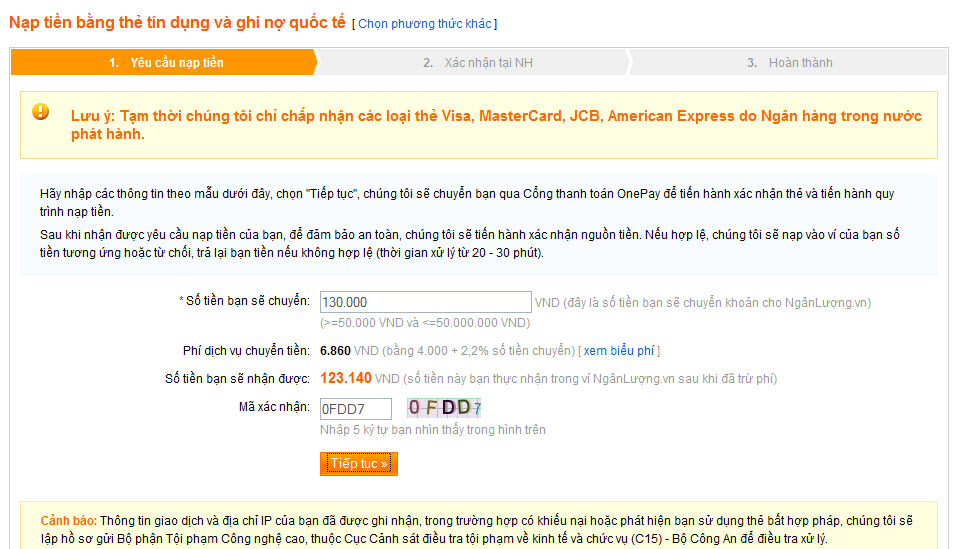 Nạp tiền bằng thẻ tín dụng và ghi nợ quốc tế [ Chọn phương thức khác ]
1. Yêu cầu nạp tiền 2. Xác nhận tại NH 3. Hoàn thành
Lưu ý: Tạm thời chúng tôi chỉ chấp nhận các loại thẻ Visa, MasterCard, JCB, American Express do Ngân hàng trong nước
phát hành.
Hãy nhập các thông tin theo mẫu dưới đây, chọn "Tiếp tục", chúng tôi sẽ chuyển bạn qua Cổng thanh toán OnePay để tiến hành xác nhận thẻ và tiến hành quy
trình nạp tiền.
Sau khi nhận được yêu cầu nạp tiền của bạn, để đảm bảo an toàn, chúng tôi sẽ tiến hành xác nhận nguồn tiền. Nếu hợp lệ, chúng tôi sẽ nạp vào ví của bạn số
tiền tương ứng hoặc từ chối, trả lại bạn tiền nếu không hợp lệ (thời gian xử lý từ 20 - 30 phút).
* Số tiền bạn sẽ chuyển: 130.000 VND (đây là số tiền bạn sẽ chuyển khoản cho NgânLượng.vn)
(>=50.000 VND và <=50.000.000 VND)
Phí dịch vụ chuyển tiền: 6.860 VND (bằng 4.000 + 2,2% số tiền chuyển) [ xem biểu phí ]
Số tiền bạn sẽ nhận được: 123.140 VND (số tiền này bạn thực nhận trong ví NgânLượng.vn sau khi đã trừ phí)
Mã xác nhận: 0FDD7 0FDD7
Nhập 5 ký tự bạn nhìn thấy trong hình trên
Tiếp tục »
Cảnh báo: Thông tin giao dịch và địa chỉ IP của bạn đã được ghi nhận, trong trường hợp có khiếu nại hoặc phát hiện bạn sử dụng thẻ bất hợp pháp, chúng tôi sẽ
lập hồ sơ gửi Bộ phận Tội phạm Công nghệ cao, thuộc Cục Cảnh sát điều tra tội phạm về kinh tế và chức vụ (C15) - Bộ Công An để điều tra xử lý.